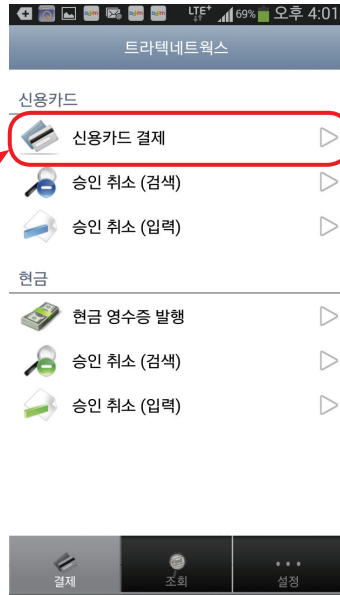 LTE+ 69% 오후 4:01
트라텍네트웍스
신용카드
신용카드 결제
승인 취소 (검색)
승인 취소 (입력)
현금
현금 영수증 발행
승인 취소 (검색)
승인 취소 (입력)
결제 조회 설정